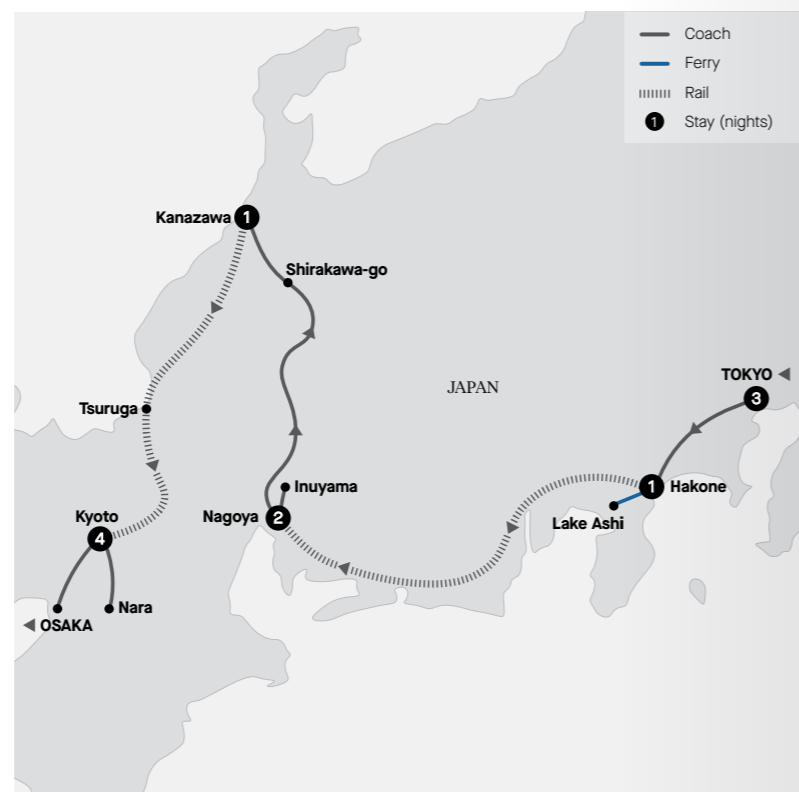 Coach
Ferry
Rail
1 Stay (nights)
Kanazawa 1
Shirakawa-go
JAPAN
TOKYO
3
Tsuruga
Inuyama
1 Hakone
Nagoya 2
Lake Ashi
Kyoto
4
Nara
OSAKA